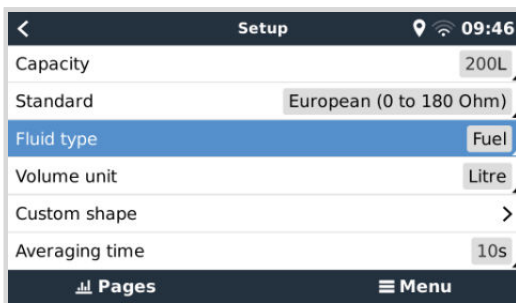 Setup 09:46
Capacity 200L
Standard European (0 to 180 Ohm)
Fluid type Fuel
Volume unit Litre
Custom shape
Averaging time 10s
Pages Menu